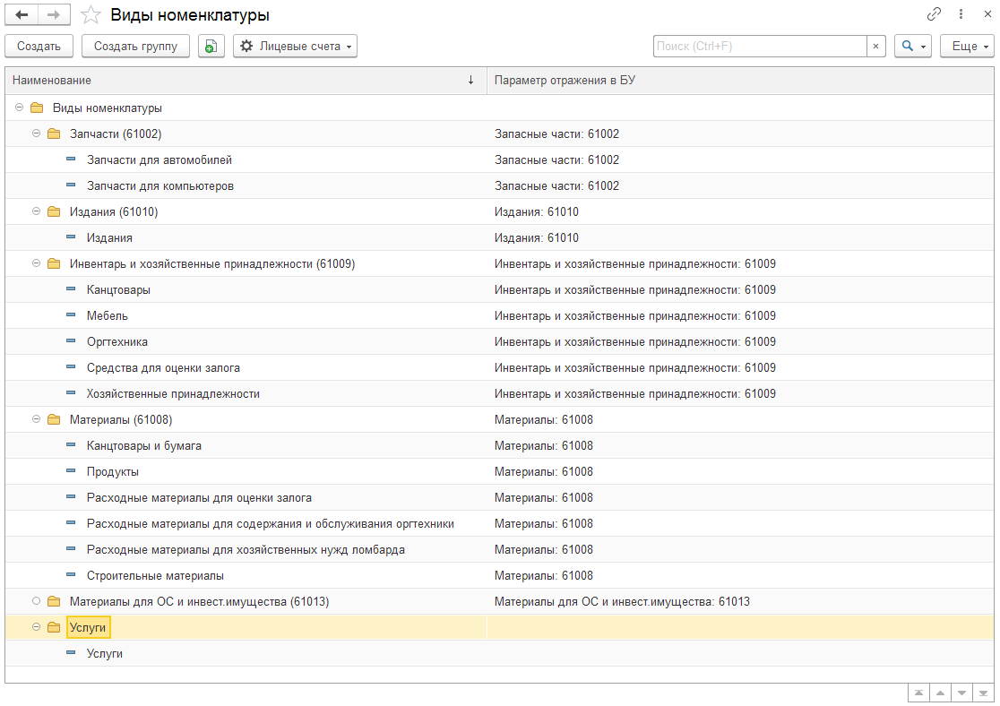 Виды номенклатуры
Создать Создать группу Лицевые счета Поиск (Ctrl+F) × Еще
Наименование ↓ Параметр отражения в БУ
Виды номенклатуры
Запчасти (61002) Запасные части: 61002
Запчасти для автомобилей Запасные части: 61002
Запчасти для компьютеров Запасные части: 61002
Издания (61010) Издания: 61010
Издания Издания: 61010
Инвентарь и хозяйственные принадлежности (61009) Инвентарь и хозяйственные принадлежности: 61009
Канцтовары Инвентарь и хозяйственные принадлежности: 61009
Мебель Инвентарь и хозяйственные принадлежности: 61009
Оргтехника Инвентарь и хозяйственные принадлежности: 61009
Средства для оценки залога Инвентарь и хозяйственные принадлежности: 61009
Хозяйственные принадлежности Инвентарь и хозяйственные принадлежности: 61009
Материалы (61008) Материалы: 61008
Канцтовары и бумага Материалы: 61008
Продукты Материалы: 61008
Расходные материалы для оценки залога Материалы: 61008
Расходные материалы для содержания и обслуживания оргтехники Материалы: 61008
Расходные материалы для хозяйственных нужд ломбарда Материалы: 61008
Строительные материалы Материалы: 61008
Материалы для ОС и инвест.имущества (61013) Материалы для ОС и инвест.имущества: 61013
Услуги
Услуги